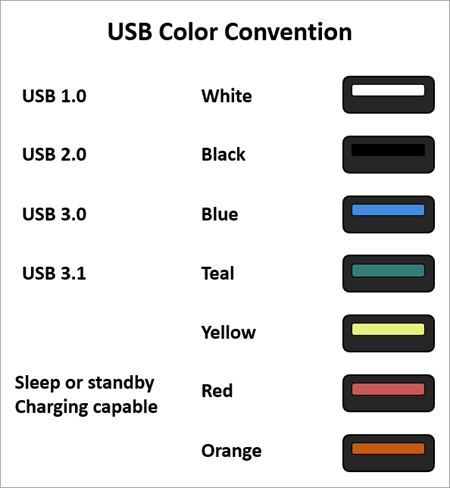 USB Color Convention
USB 1.0 White
USB 2.0 Black
USB 3.0 Blue
USB 3.1 Teal
Yellow
Sleep or standby
Charging capable
Red
Orange